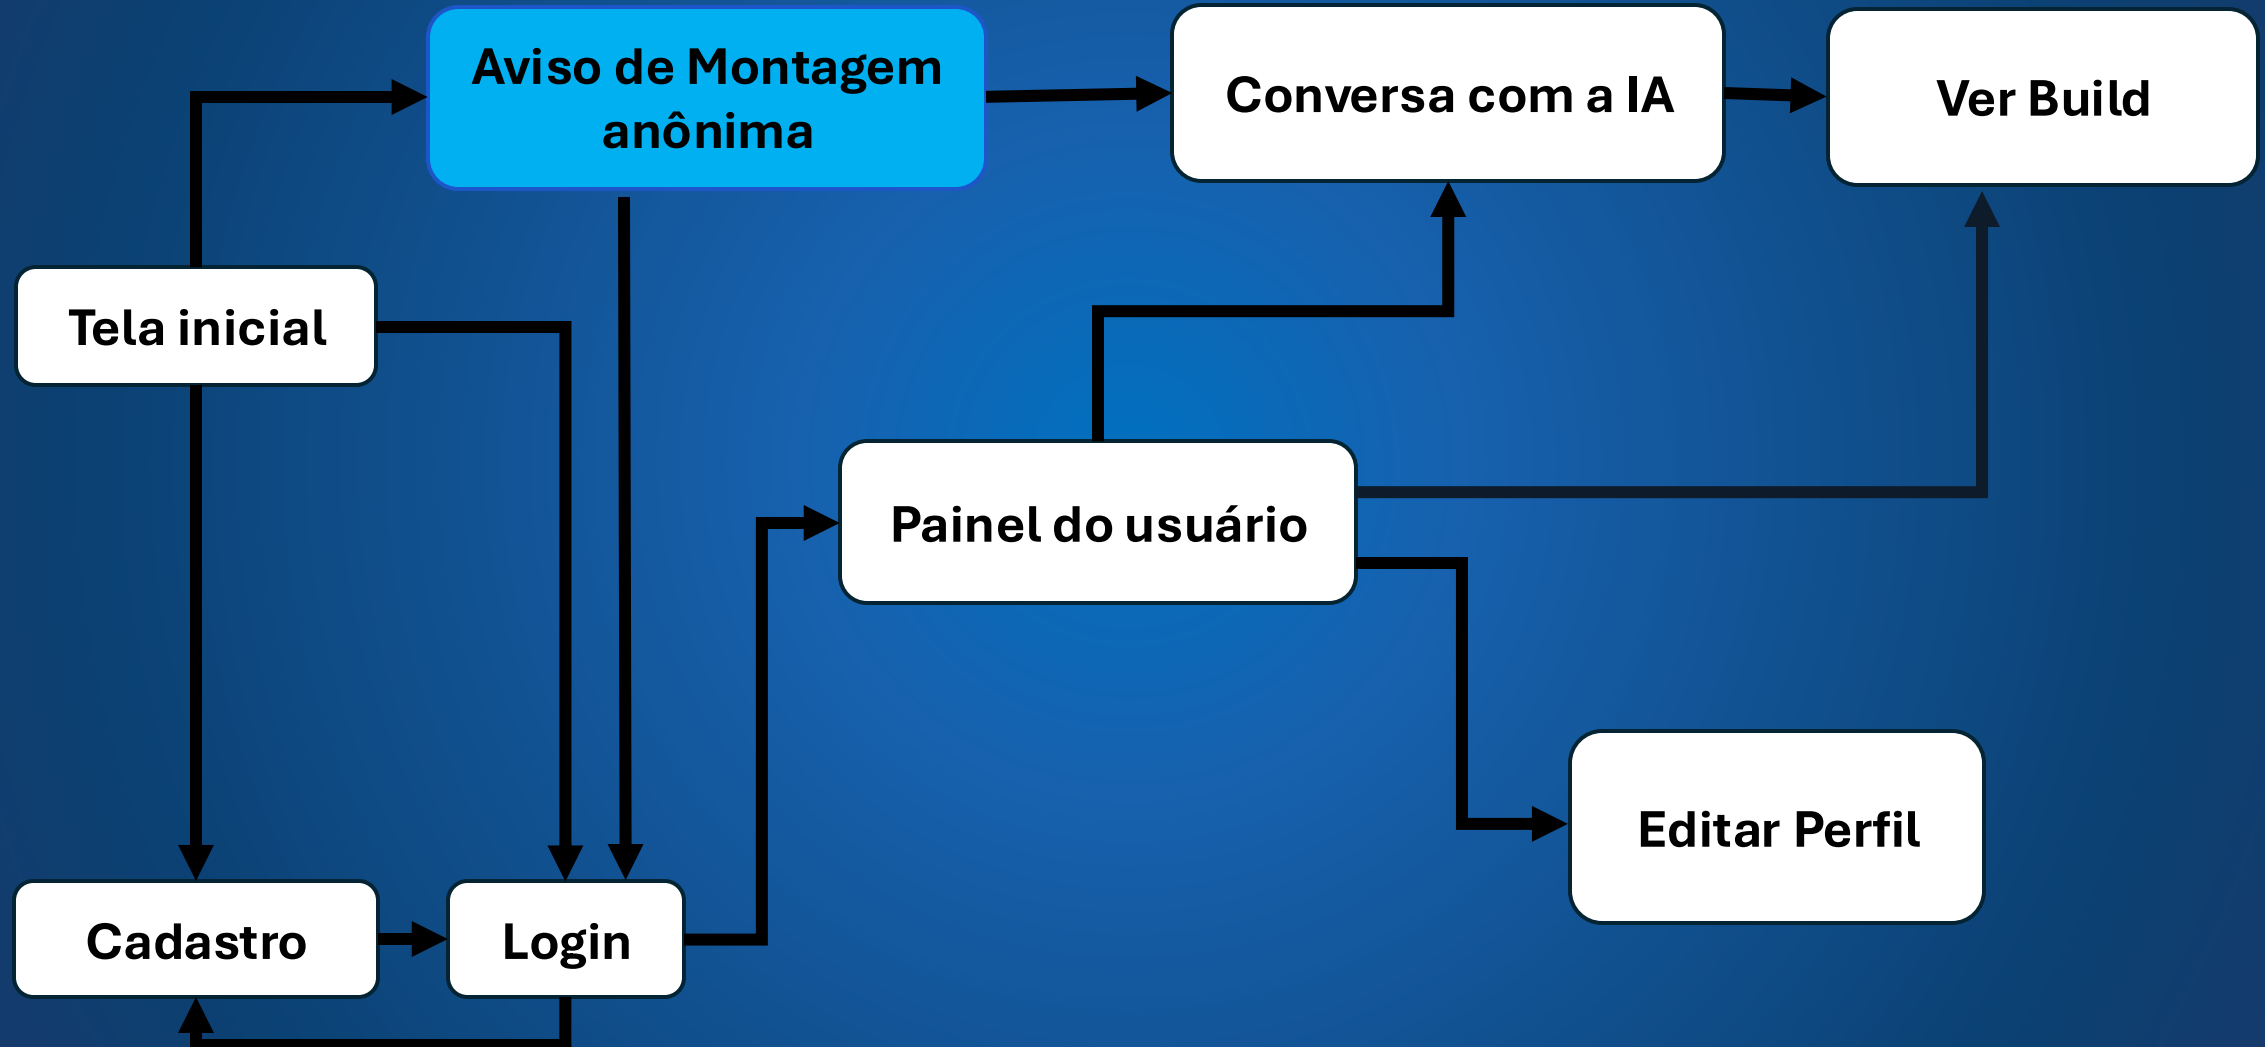 Aviso de Montagem
anônima
Conversa com a IA
Ver Build
Tela inicial
Painel do usuário
Editar Perfil
Cadastro
Login